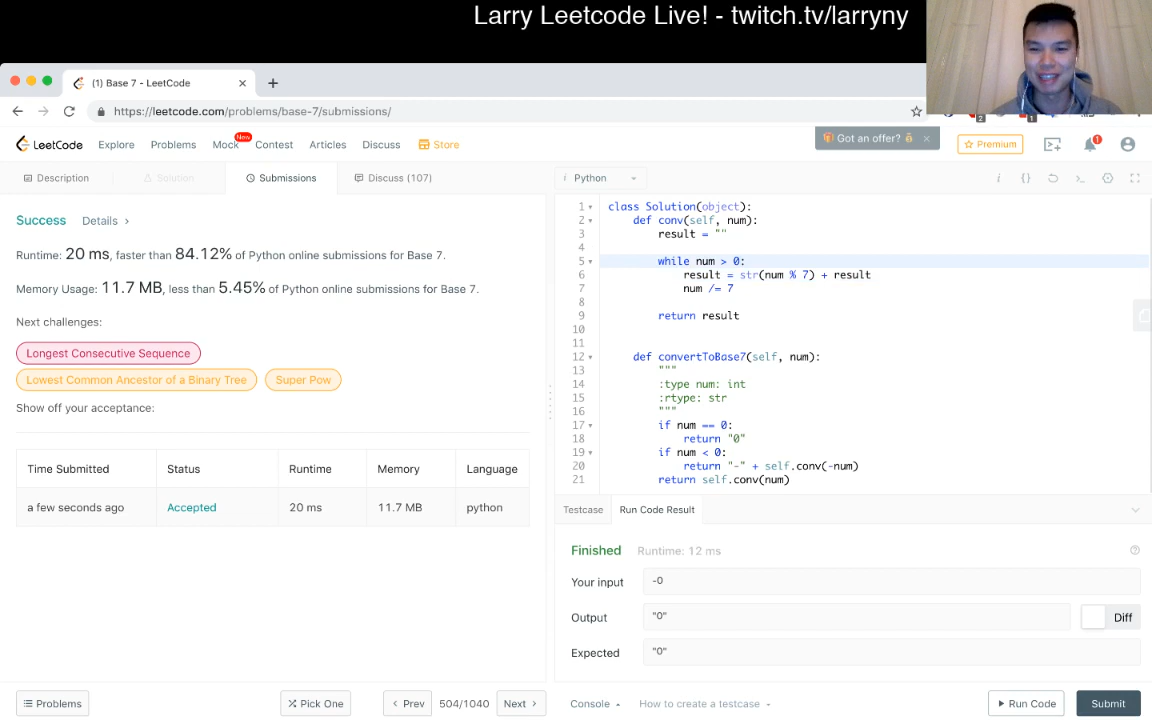 Larry Leetcode Live! - twitch.tv/larryny
(1) Base 7 - LeetCode
https://leetcode.com/problems/base-7/submissions/
2
1
LeetCode
Explore
Problems
Mock
New
Contest
Articles
Discuss
Store
Got an offer?
Premium
1
Description
Solution
Submissions
Discuss (107)
Python
Success Details >
Runtime: 20 ms, faster than 84.12% of Python online submissions for Base 7.
Memory Usage: 11.7 MB, less than 5.45% of Python online submissions for Base 7.
Next challenges:
Longest Consecutive Sequence
Lowest Common Ancestor of a Binary Tree Super Pow
Show off your acceptance:
Time Submitted Status Runtime Memory Language
a few seconds ago Accepted 20 ms 11.7 MB python
1 class Solution(object):
2 def conv(self, num):
3 result = ""
4
5 while num > 0:
6 result = str(num % 7) + result
7 num /= 7
8
9 return result
10
11
12 def convertToBase7(self, num):
13 """
14 :type num: int
15 :rtype: str
16 """
17 if num == 0:
18 return "0"
19 if num < 0:
20 return "-" + self.conv(-num)
21 return self.conv(num)
Testcase Run Code Result
Finished Runtime: 12 ms
Your input -0
Output "0" Diff
Expected "0"
Problems
Pick One
< Prev 504/1040 Next >
Console
How to create a testcase
Run Code
Submit